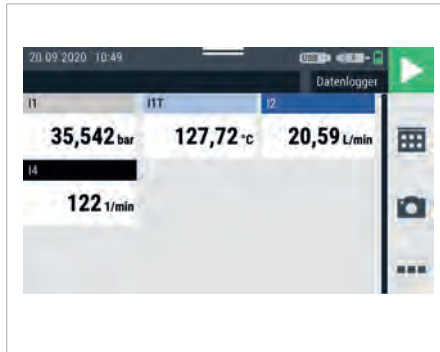 20.09.2020 10:49 USB
Datenlogger
I1 I1T I2
35,542 bar 127,72 °C 20,59 L/min
I4
122 1/min